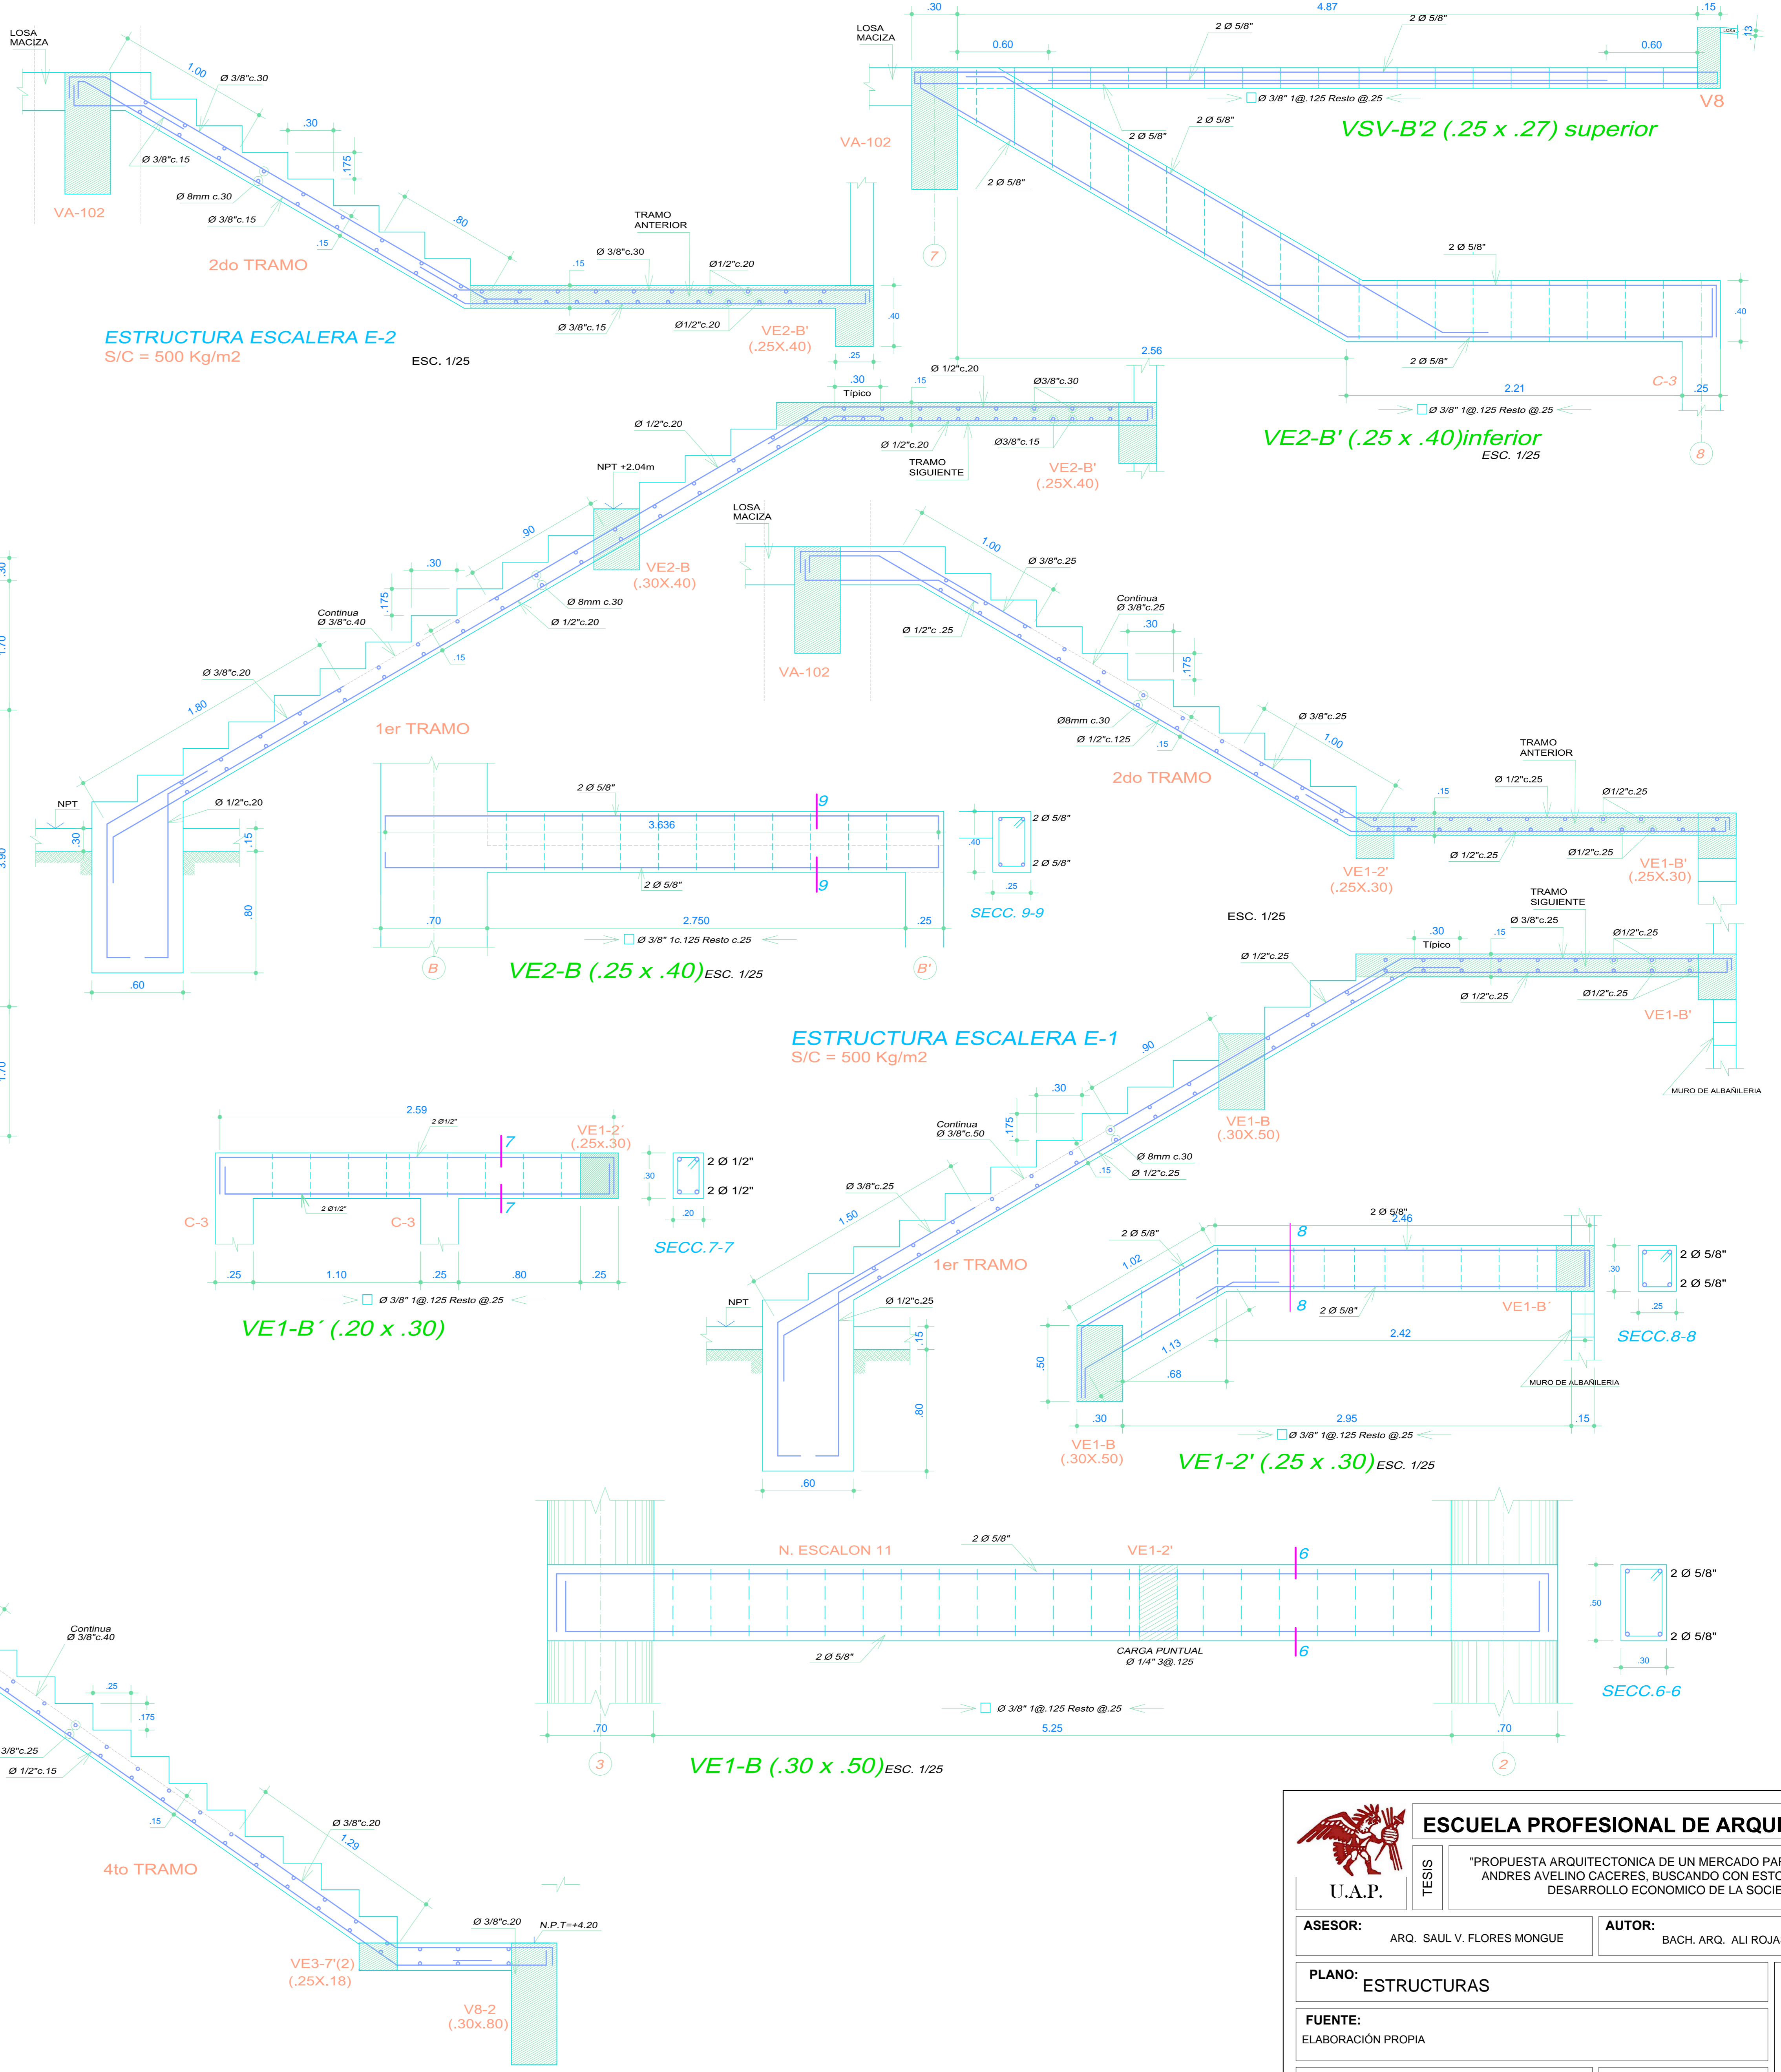 LOSA
MACIZA
1.00
Ø 3/8"c.30
.30
.175
Ø 3/8"c.15
Ø 8mm c.30
Ø 3/8"c.15
VA-102
.15
2do TRAMO
.80
TRAMO
ANTERIOR
Ø 3/8"c.30
.15
Ø1/2"c.20
Ø 3/8"c.15
Ø1/2"c.20
VE2-B'
(.25X.40)
.40
.25
ESTRUCTURA ESCALERA E-2
S/C = 500 Kg/m2
ESC. 1/25
.30
4.87
.15
LOSA
MACIZA
2 Ø 5/8"
2 Ø 5/8"
0.60
0.60
LOSA
.13
Ø 3/8" 1@.125 Resto @.25
V8
VSV-B'2 (.25 x .27) superior
VA-102
2 Ø 5/8"
2 Ø 5/8"
2 Ø 5/8"
7
2 Ø 5/8"
.40
2.56
2 Ø 5/8"
C-3
2.21
.25
Ø 3/8" 1@.125 Resto @.25
VE2-B' (.25 x .40)inferior
ESC. 1/25
8
.30
Típico
.15
Ø 1/2"c.20
Ø3/8"c.30
Ø 1/2"c.20
Ø 1/2"c.20
Ø3/8"c.15
TRAMO
SIGUIENTE
VE2-B'
(.25X.40)
NPT +2.04m
.90
VE2-B
(.30X.40)
.30
.175
Continua
Ø 3/8"c.40
Ø 8mm c.30
Ø 1/2"c.20
.15
Ø 3/8"c.20
1.80
1er TRAMO
NPT
.30
Ø 1/2"c.20
.15
.80
.60
.30
1.70
3.90
1.70
LOSA
MACIZA
1.00
Ø 3/8"c.25
Continua
Ø 3/8"c.25
.30
.175
Ø 1/2"c .25
VA-102
Ø8mm c.30
Ø 1/2"c.125
.15
2do TRAMO
Ø 3/8"c.25
1.00
TRAMO
ANTERIOR
Ø 1/2"c.25
.15
Ø1/2"c.25
Ø 1/2"c.25
Ø1/2"c.25
VE1-2'
(.25X.30)
VE1-B'
(.25X.30)
2 Ø 5/8"
9
3.636
2 Ø 5/8"
9
.70
2.750
.25
Ø 3/8" 1c.125 Resto c.25
B
B'
VE2-B (.25 x .40) ESC. 1/25
2 Ø 5/8"
.40
2 Ø 5/8"
.25
SECC. 9-9
ESC. 1/25
TRAMO
SIGUIENTE
Ø 3/8"c.25
.30
Típico
.15
Ø1/2"c.25
Ø 1/2"c.25
Ø 1/2"c.25
Ø1/2"c.25
VE1-B'
MURO DE ALBAÑILERIA
ESTRUCTURA ESCALERA E-1
S/C = 500 Kg/m2
.90
.30
.175
Continua
Ø 3/8"c.50
VE1-B
(.30X.50)
Ø 8mm c.30
Ø 1/2"c.25
.15
Ø 3/8"c.25
1.50
1er TRAMO
NPT
Ø 1/2"c.25
.15
.80
.60
2.59
2 Ø1/2"
7
VE1-2´
(.25x.30)
2 Ø1/2"
7
C-3
C-3
.25
1.10
.25
.80
.25
Ø 3/8" 1@.125 Resto @.25
VE1-B´ (.20 x .30)
2 Ø 1/2"
.30
2 Ø 1/2"
.20
SECC.7-7
2 Ø 5/8"
2.46
2 Ø 5/8"
8
1.02
8
2 Ø 5/8"
VE1-B´
2.42
1.13
.68
.50
MURO DE ALBAÑILERIA
.30
2.95
.15
Ø 3/8" 1@.125 Resto @.25
VE1-B
(.30X.50)
VE1-2' (.25 x .30) ESC. 1/25
2 Ø 5/8"
.30
2 Ø 5/8"
.25
SECC.8-8
2 Ø 5/8"
N. ESCALON 11
VE1-2'
6
2 Ø 5/8"
CARGA PUNTUAL
Ø 1/4" 3@.125
6
Ø 3/8" 1@.125 Resto @.25
.70
5.25
.70
3
2
VE1-B (.30 x .50) ESC. 1/25
2 Ø 5/8"
.50
2 Ø 5/8"
.30
SECC.6-6
Continua
Ø 3/8"c.40
.25
.175
3/8"c.25
Ø 1/2"c.15
.15
Ø 3/8"c.20
1.29
4to TRAMO
Ø 3/8"c.20
N.P.T=+4.20
VE3-7'(2)
(.25X.18)
V8-2
(.30x.80)
U.A.P.
ESCUELA PROFESIONAL DE ARQUI
TESIS
"PROPUESTA ARQUITECTONICA DE UN MERCADO PAR
ANDRES AVELINO CACERES, BUSCANDO CON ESTO
DESARROLLO ECONOMICO DE LA SOCIE
ASESOR:
ARQ. SAUL V. FLORES MONGUE
AUTOR:
BACH. ARQ. ALI ROJAS
PLANO:
ESTRUCTURAS
FUENTE:
ELABORACIÓN PROPIA